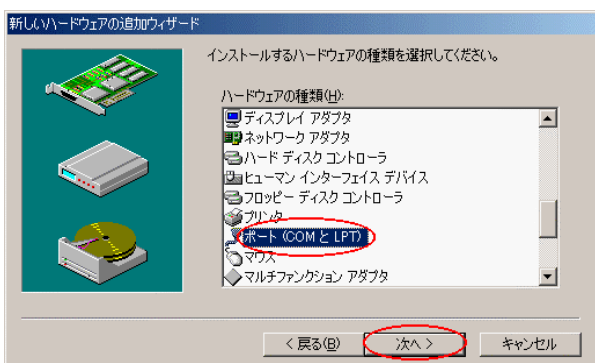 新しいハードウェアの追加ウィザード
インストールするハードウェアの種類を選択してください。
ハードウェアの種類(H):
ディスプレイ アダプタ
ネットワーク アダプタ
ハード ディスク コントローラ
ヒューマン インターフェイス デバイス
フロッピー ディスク コントローラ
プリンタ
ポート (COM と LPT)
マウス
マルチファンクション アダプタ
< 戻る(B) 次へ > キャンセル